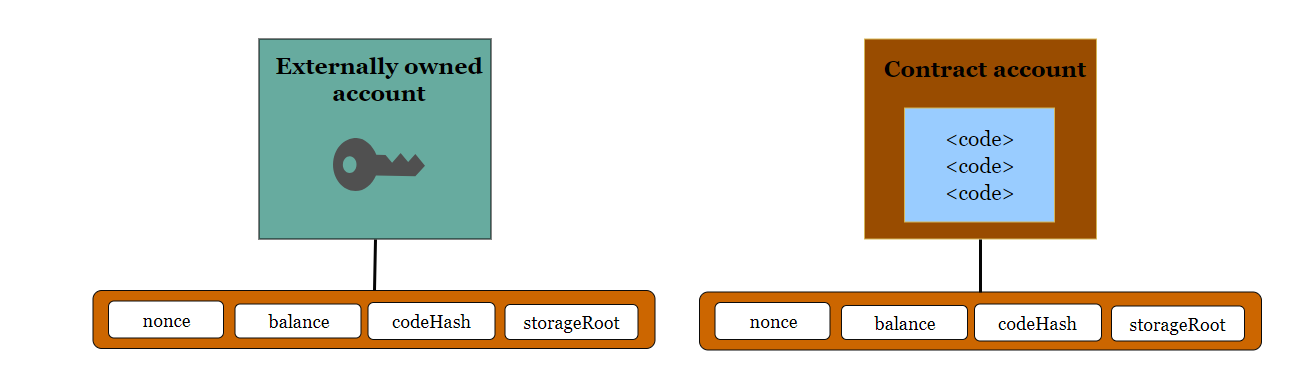 Externally owned
account
nonce
balance
codeHash
storageRoot
Contract account
<code>
<code>
<code>
nonce
balance
codeHash
storageRoot